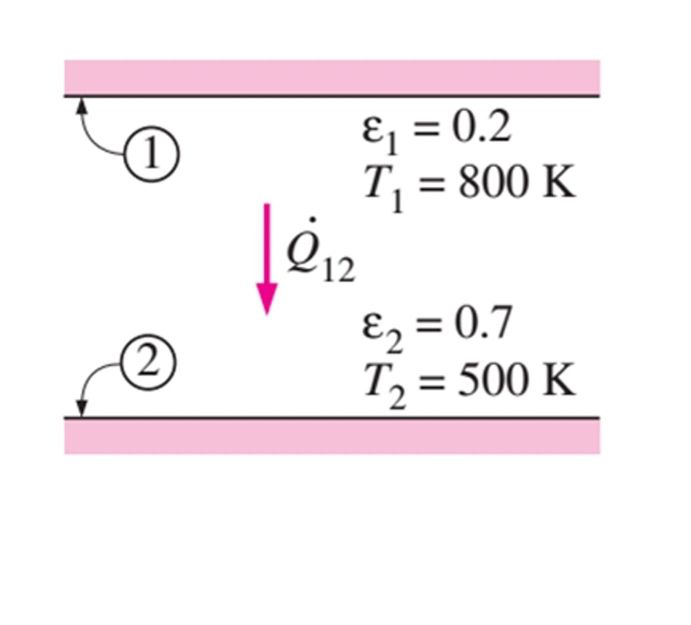 ε₁ = 0.2
1
T₁ = 800 K
Q̇₁₂
ε₂ = 0.7
2
T₂ = 500 K